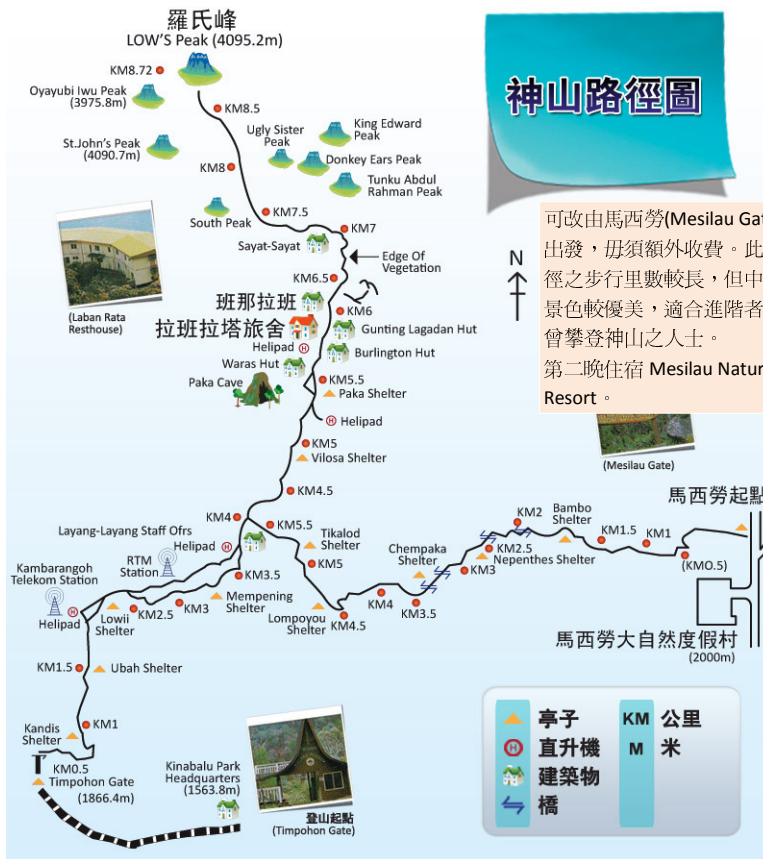 羅氏峰
LOW'S Peak (4095.2m)
神山路徑圖
KM8.72
Oyayubi Iwu Peak
(3975.8m)
KM8.5
St.John's Peak
(4090.7m)
KM8
Ugly Sister
Peak
King Edward
Peak
Donkey Ears Peak
Tunku Abdul
Rahman Peak
KM7.5
South Peak
KM7
Sayat-Sayat
Edge Of
Vegetation
KM6.5
N
(Laban Rata
Resthouse)
班那拉班
拉班拉塔旅舍
KM6
Gunting Lagadan Hut
Helipad
Burlington Hut
Waras Hut
Paka Cave
KM5.5
Paka Shelter
Helipad
KM5
Vilosa Shelter
KM4.5
可改由馬西勞(Mesilau Gat
出發，毋須額外收費。此
徑之步行里數較長，但中
景色較優美，適合進階者
曾攀登神山之人士。
第二晚住宿 Mesilau Natur
Resort。
(Mesilau Gate)
馬西勞起點
KM4
Layang-Layang Staff Ofrs
Helipad
KM5.5
Tikalod
Shelter
KM5
RTM
Station
Kambarangoh
Telekom Station
Helipad
KM3.5
Mempening
Shelter
KM3
KM2.5
Lowii
Shelter
Lompoyou
Shelter
KM4.5
KM4
KM3.5
Chempaka
Shelter
KM3
KM2.5
Nepenthes Shelter
KM2
Bambo
Shelter
KM1.5
KM1
(KMO.5)
馬西勞大自然度假村
(2000m)
KM1.5
Ubah Shelter
KM1
Kandis
Shelter
KM0.5
Timpohon Gate
(1866.4m)
Kinabalu Park
Headquarters
(1563.8m)
登山起點
(Timpohon Gate)
亭子
KM 公里
直升機
M 米
建築物
橋